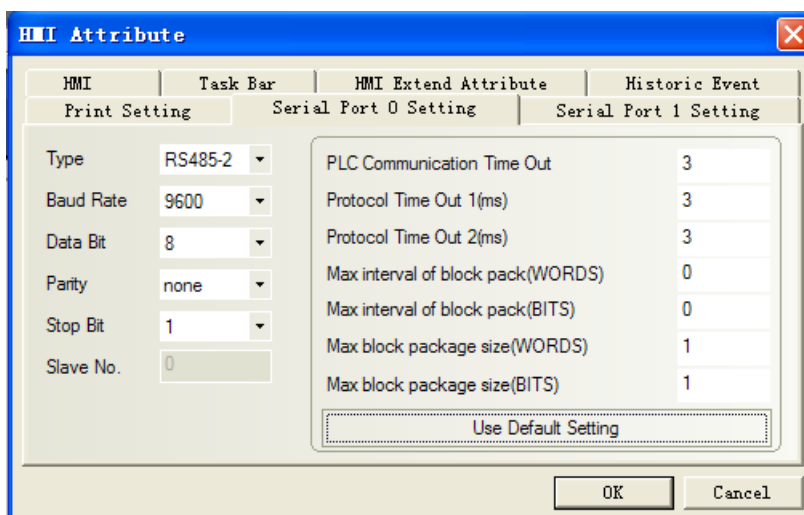 HMI Attribute
HMI Task Bar HMI Extend Attribute Historic Event
Print Setting Serial Port 0 Setting Serial Port 1 Setting
Type RS485-2
Baud Rate 9600
Data Bit 8
Parity none
Stop Bit 1
Slave No. 0
PLC Communication Time Out 3
Protocol Time Out 1(ms) 3
Protocol Time Out 2(ms) 3
Max interval of block pack(WORDS) 0
Max interval of block pack(BITS) 0
Max block package size(WORDS) 1
Max block package size(BITS) 1
Use Default Setting
OK Cancel